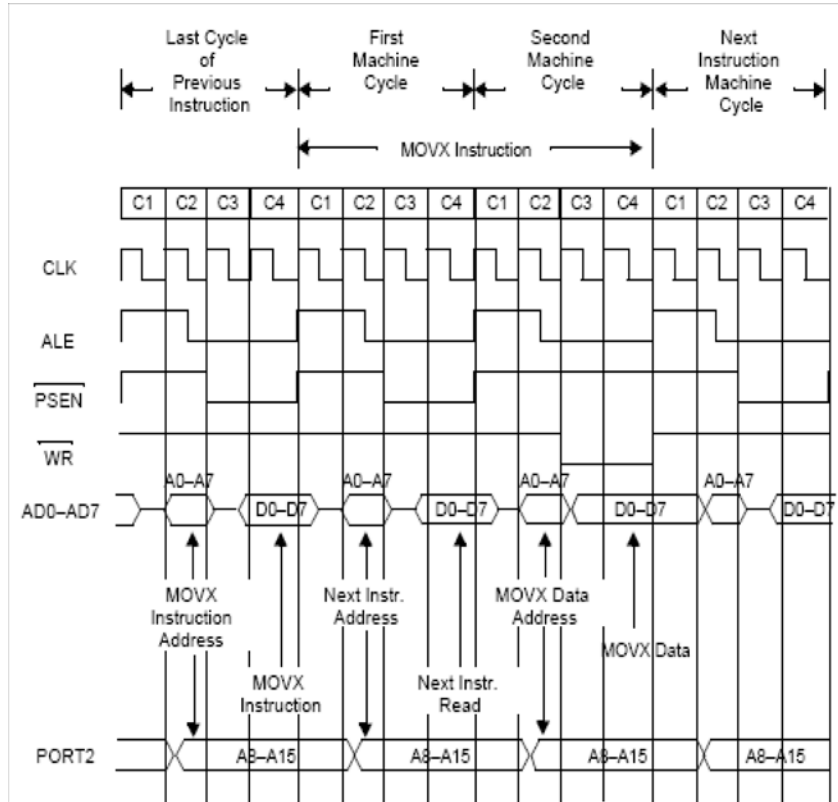 Last Cycle
of
Previous
Instruction
First
Machine
Cycle
Second
Machine
Cycle
Next
Instruction
Machine
Cycle
MOVX Instruction
C1 C2 C3 C4 C1 C2 C3 C4 C1 C2 C3 C4 C1 C2 C3 C4
CLK
ALE
PSEN
WR
A0–A7 A0–A7 A0–A7 A0–A7
AD0–AD7 D0–D7 D0–D7 D0–D7 D0–D7
MOVX
Instruction
Address
Next Instr.
Address
MOVX Data
Address
MOVX Data
MOVX
Instruction
Next Instr.
Read
PORT2 A8–A15 A8–A15 A8–A15 A8–A15